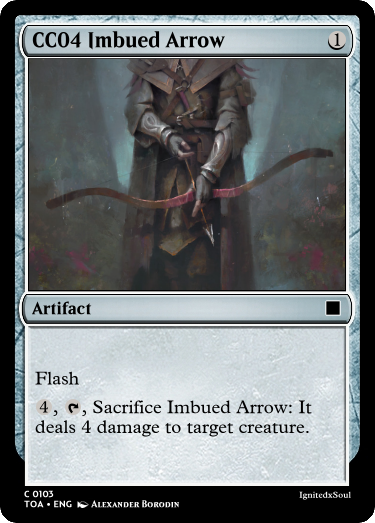 CC04 Imbued Arrow 1
Artifact
Flash
4, , Sacrifice Imbued Arrow: It
deals 4 damage to target creature.
C 0103 IgnitedxSoul
TOA • ENG Alexander Borodin